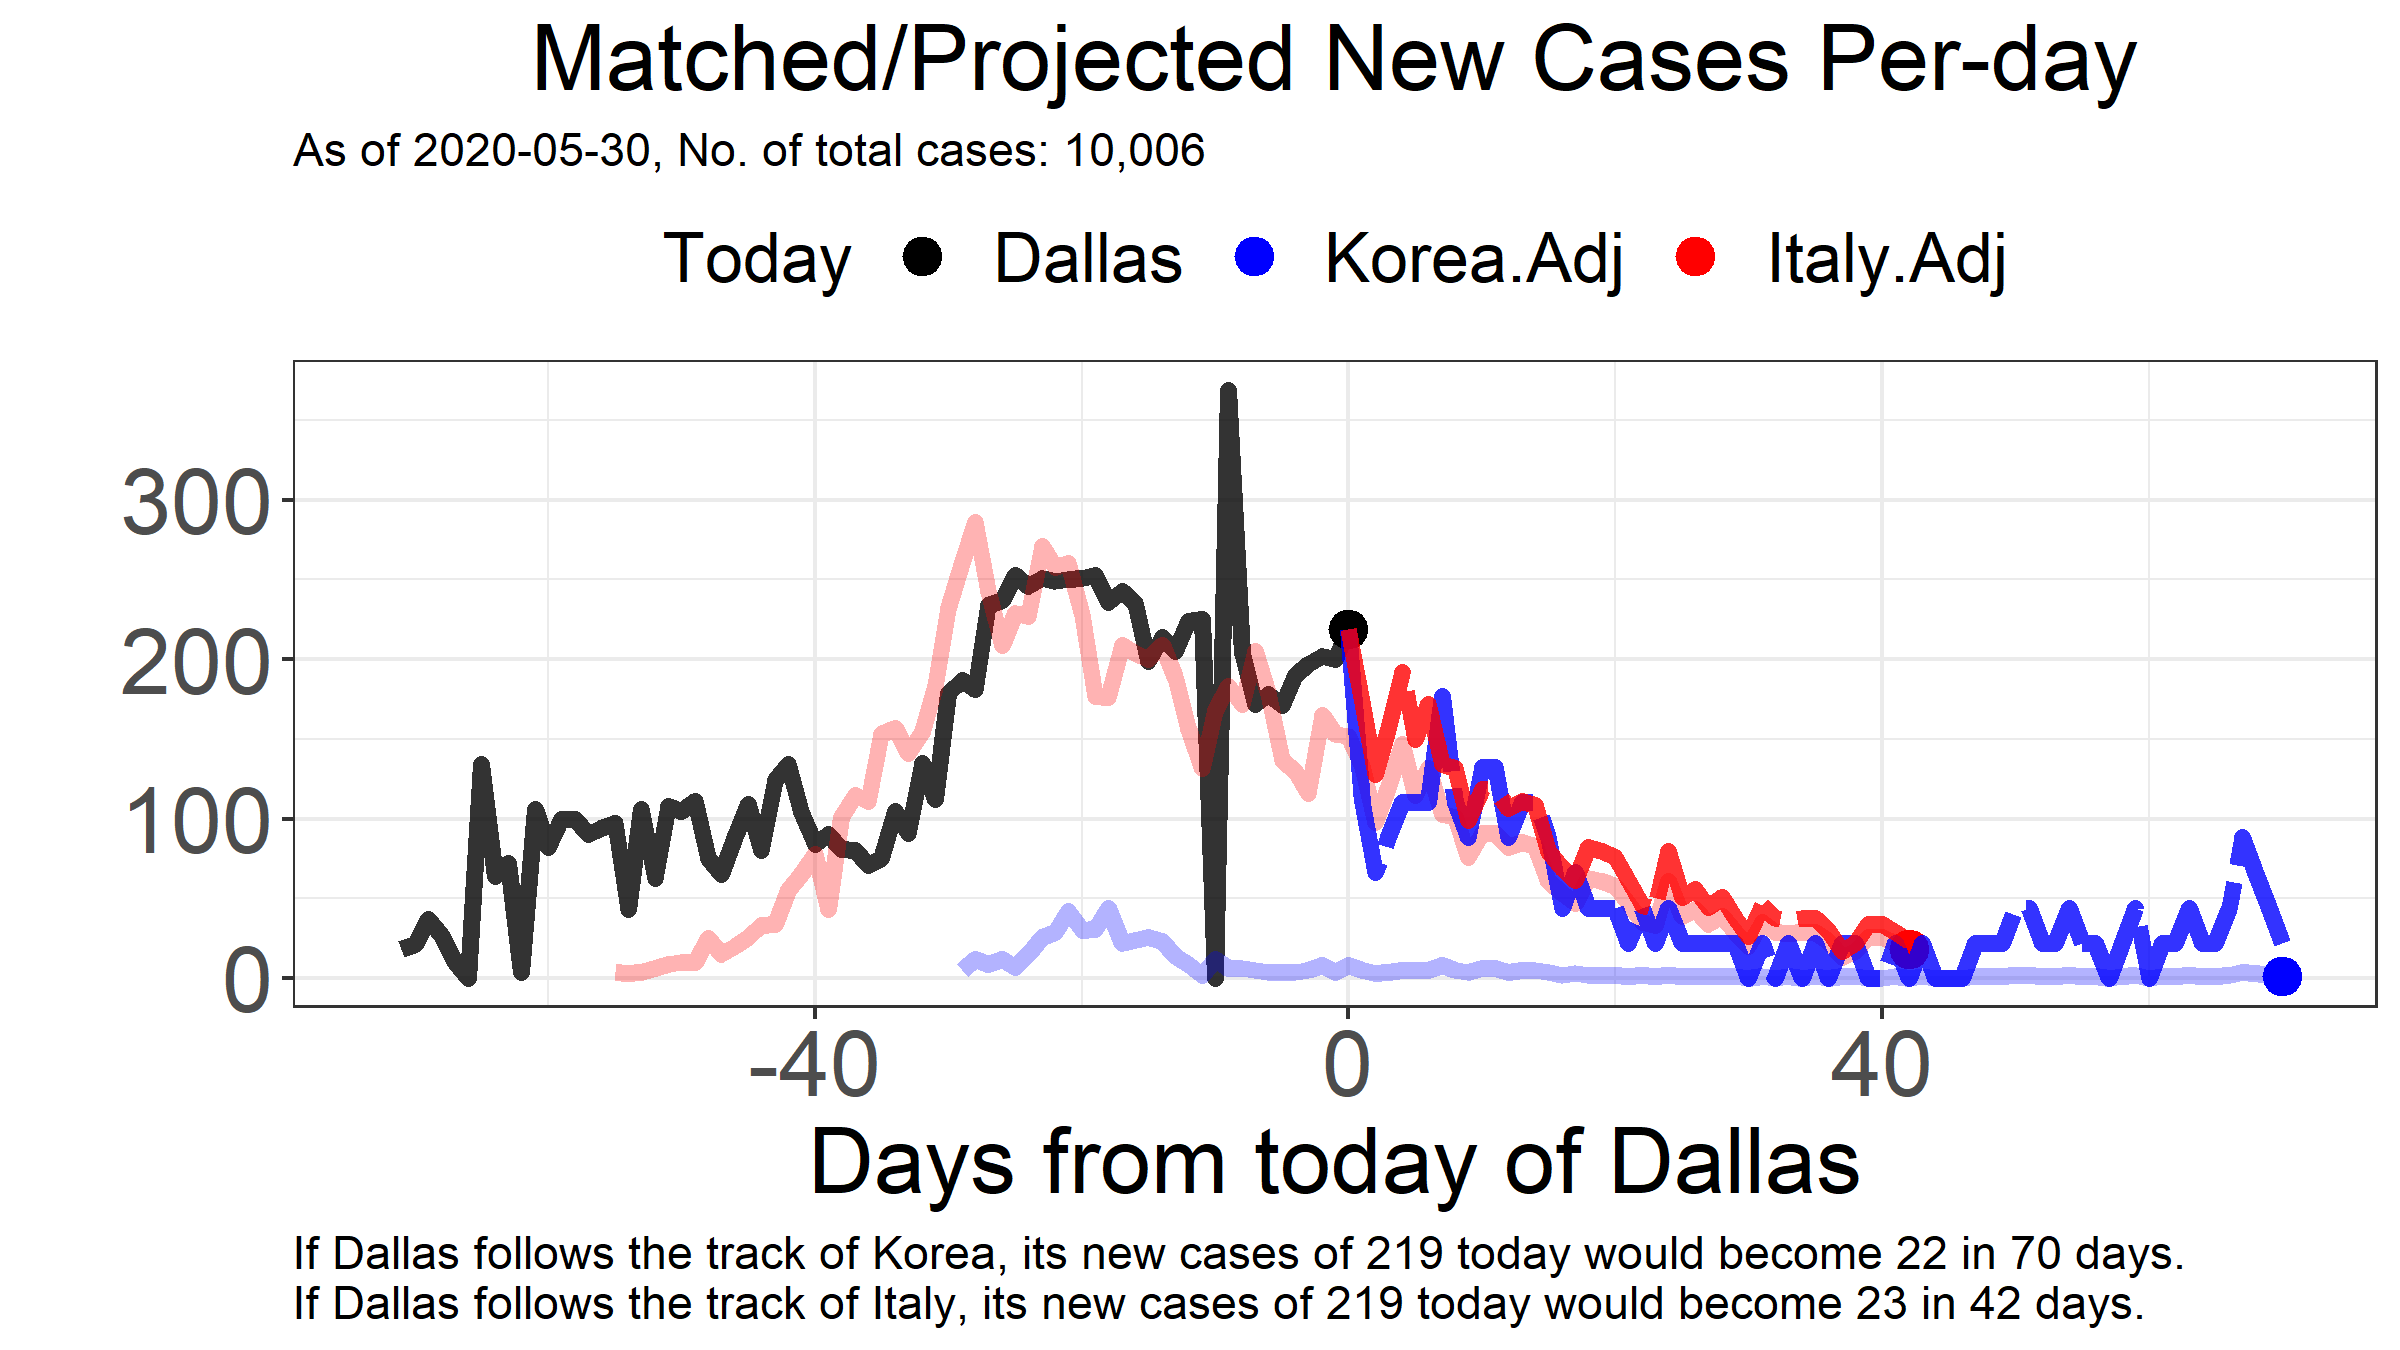 Matched/Projected New Cases Per-day
As of 2020-05-30, No. of total cases: 10,006
Today Dallas Korea.Adj Italy.Adj
300
200
100
0
-40 0 40
Days from today of Dallas
If Dallas follows the track of Korea, its new cases of 219 today would become 22 in 70 days.
If Dallas follows the track of Italy, its new cases of 219 today would become 23 in 42 days.